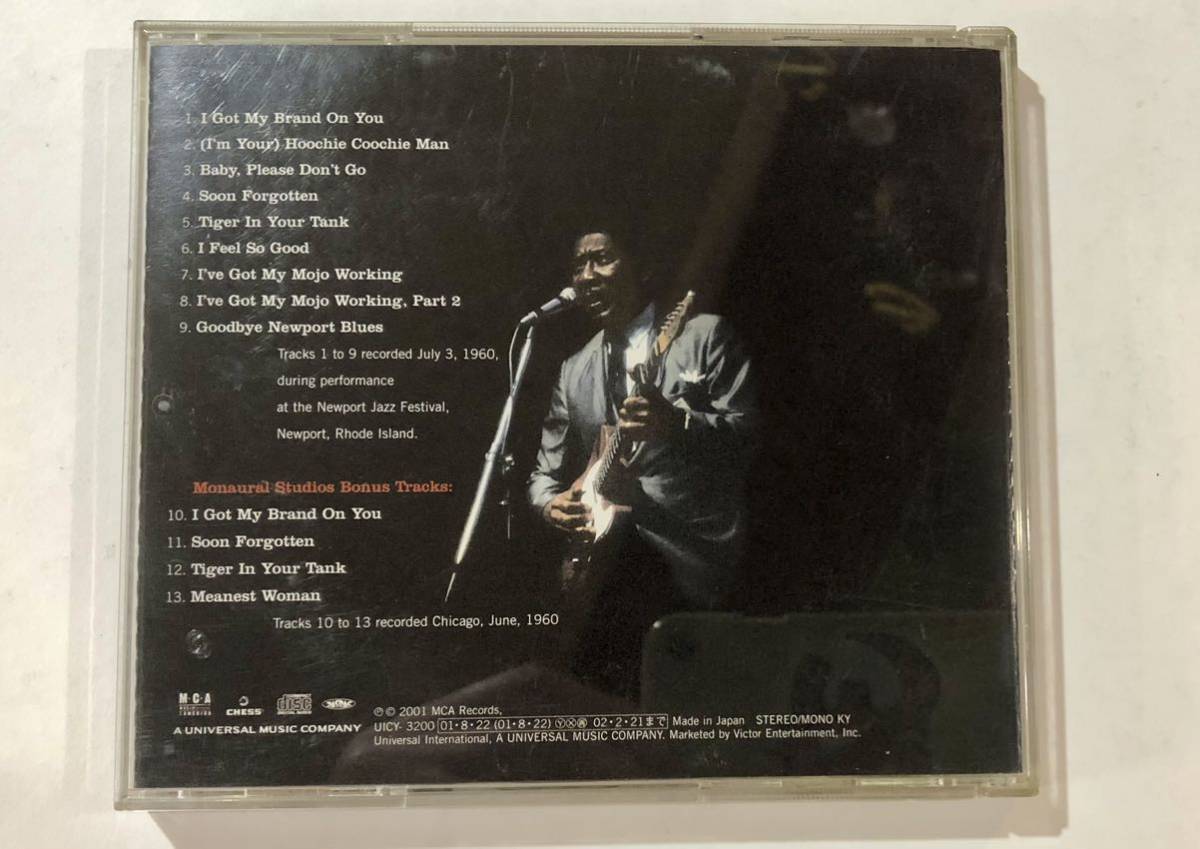 1. I Got My Brand On You
2. (I'm Your) Hoochie Coochie Man
3. Baby, Please Don't Go
4. Soon Forgotten
5. Tiger In Your Tank
6. I Feel So Good
7. I've Got My Mojo Working
8. I've Got My Mojo Working, Part 2
9. Goodbye Newport Blues
Tracks 1 to 9 recorded July 3, 1960,
during performance
at the Newport Jazz Festival,
Newport, Rhode Island.
Monaural Studios Bonus Tracks:
10. I Got My Brand On You
11. Soon Forgotten
12. Tiger In Your Tank
13. Meanest Woman
Tracks 10 to 13 recorded Chicago, June, 1960
M·C·A
CHESS
disc
A UNIVERSAL MUSIC COMPANY
Ⓟ© 2001 MCA Records,
UICY- 3200 01·8·22 (01·8·22) Ⓨ Ⓧ 02·2·21まで Made in Japan STEREO/MONO KY
Universal International, A UNIVERSAL MUSIC COMPANY. Marketed by Victor Entertainment, Inc.